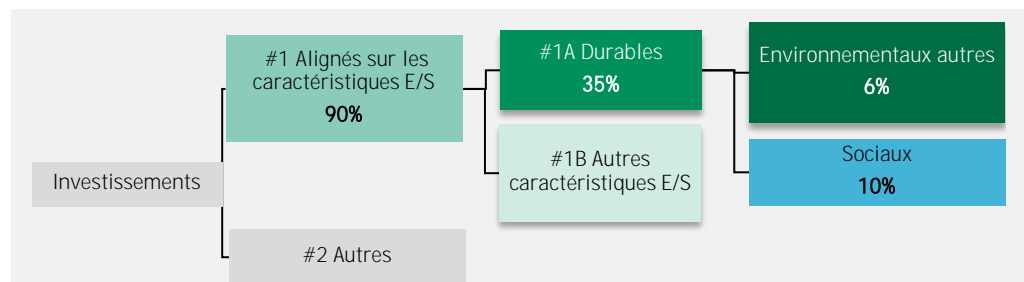 Investissements
#1 Alignés sur les
caractéristiques E/S
90%
#2 Autres
#1A Durables
35%
#1B Autres
caractéristiques E/S
Environnementaux autres
6%
Sociaux
10%